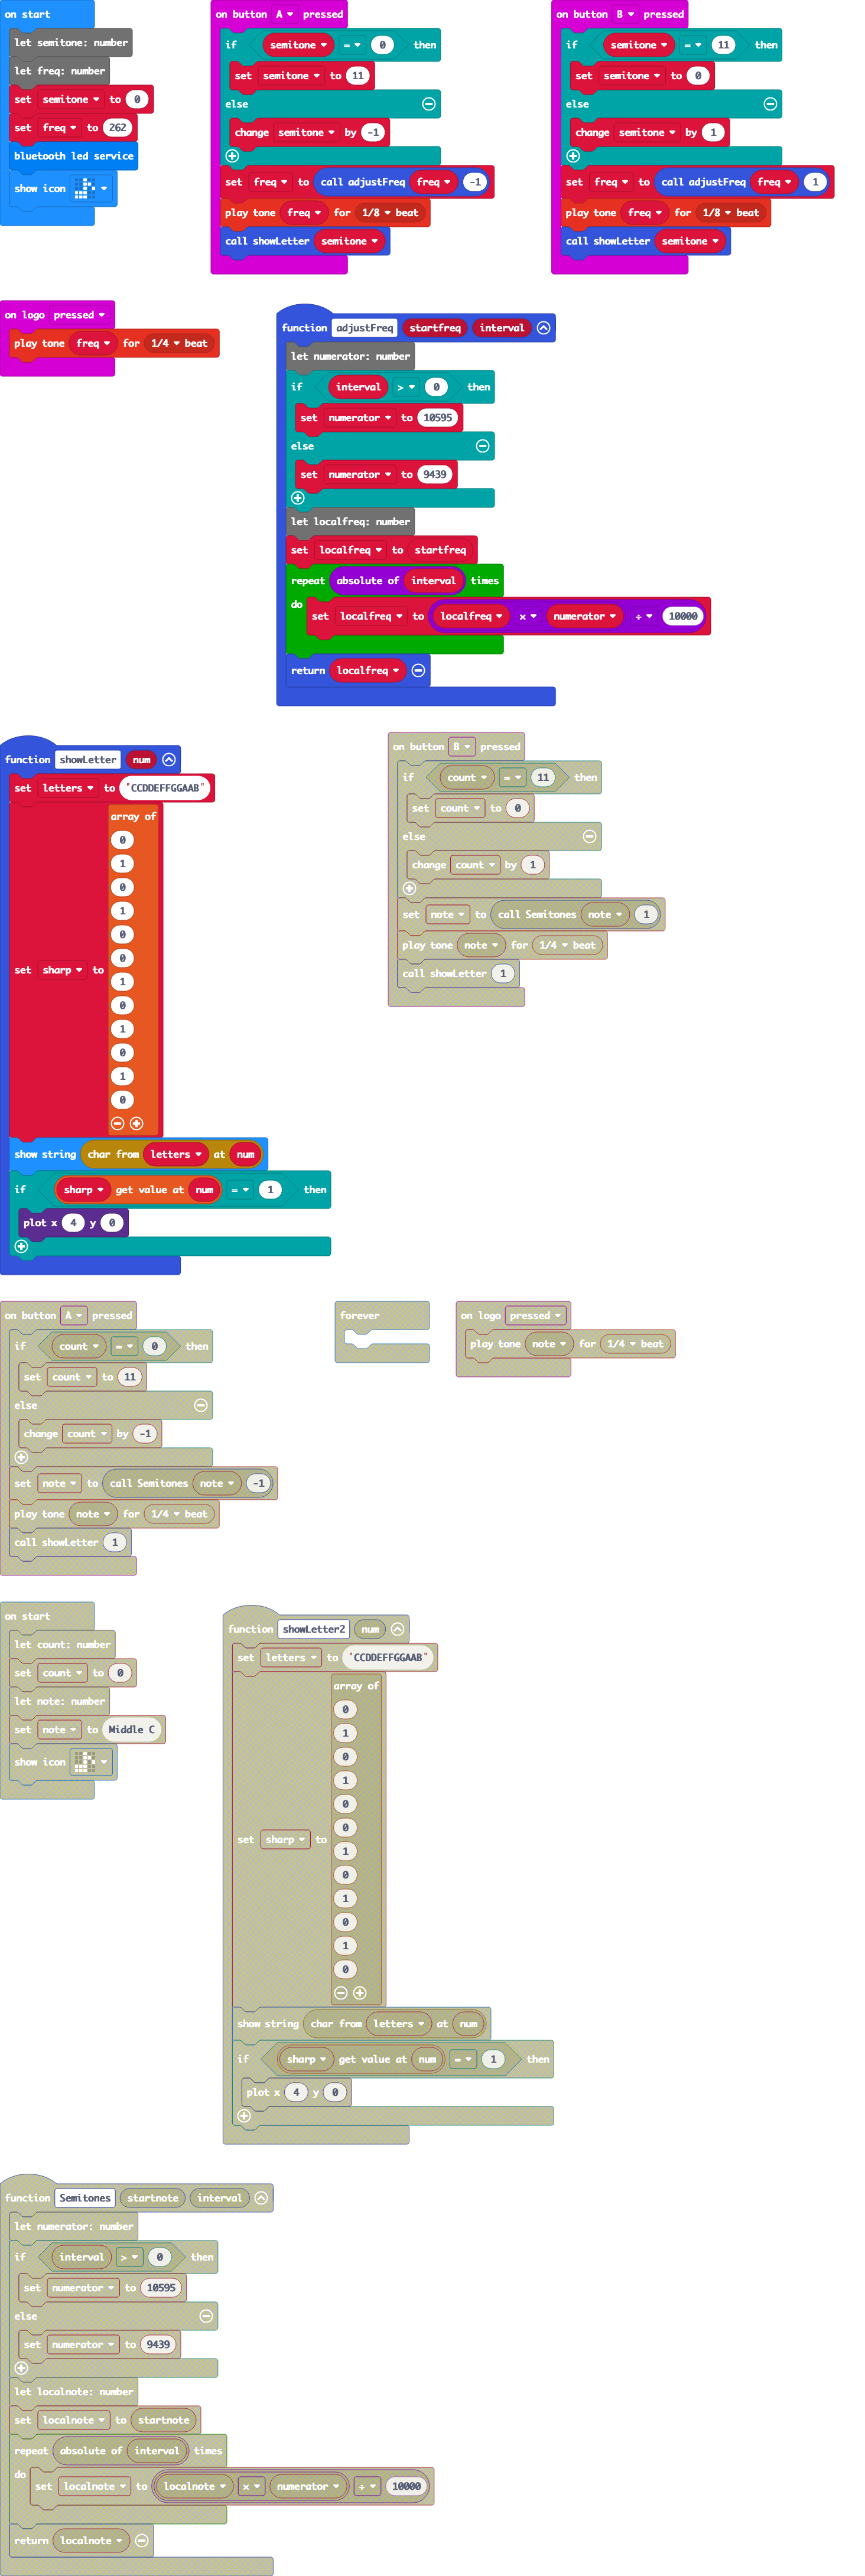 on start
let semitone: number
let freq: number
set semitone to 0
set freq to 262
bluetooth led service
show icon
on button A pressed
if semitone = 0 then
set semitone to 11
else
change semitone by -1
set freq to call adjustFreq freq -1
play tone freq for 1/8 beat
call showLetter semitone
on button B pressed
if semitone = 11 then
set semitone to 0
else
change semitone by 1
set freq to call adjustFreq freq 1
play tone freq for 1/8 beat
call showLetter semitone
on logo pressed
play tone freq for 1/4 beat
function adjustFreq startfreq interval
let numerator: number
if interval > 0 then
set numerator to 10595
else
set numerator to 9439
let localfreq: number
set localfreq to startfreq
repeat absolute of interval times
do set localfreq to localfreq × numerator ÷ 10000
return localfreq
function showLetter num
set letters to "CCDDEFFGGAAB"
array of
0
1
0
1
0
0
set sharp to
1
0
1
0
1
0
show string char from letters at num
if sharp get value at num = 1 then
plot x 4 y 0
on button B pressed
if count = 11 then
set count to 0
else
change count by 1
set note to call Semitones note 1
play tone note for 1/4 beat
call showLetter 1
on button A pressed
if count = 0 then
set count to 11
else
change count by -1
set note to call Semitones note -1
play tone note for 1/4 beat
call showLetter 1
forever
on logo pressed
play tone note for 1/4 beat
on start
let count: number
set count to 0
let note: number
set note to Middle C
show icon
function showLetter2 num
set letters to "CCDDEFFGGAAB"
array of
0
1
0
1
0
0
set sharp to
1
0
1
0
1
0
show string char from letters at num
if sharp get value at num = 1 then
plot x 4 y 0
function Semitones startnote interval
let numerator: number
if interval > 0 then
set numerator to 10595
else
set numerator to 9439
let localnote: number
set localnote to startnote
repeat absolute of interval times
do set localnote to localnote × numerator ÷ 10000
return localnote